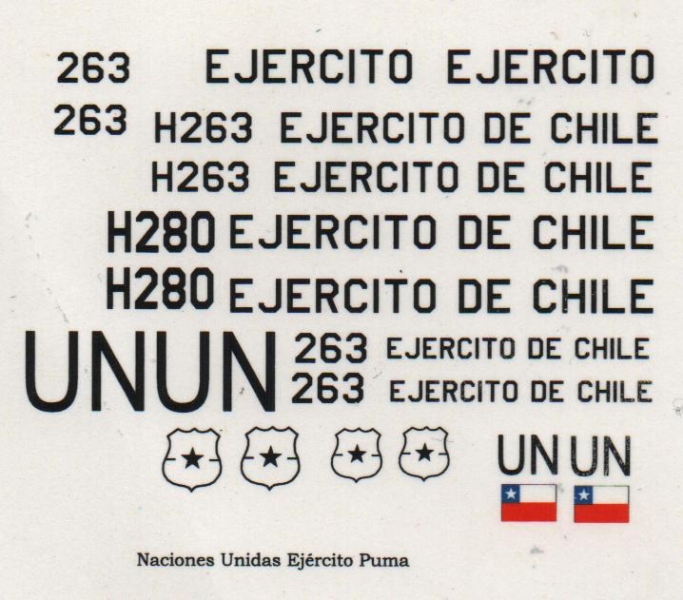 263 EJERCITO EJERCITO
263 H263 EJERCITO DE CHILE
H263 EJERCITO DE CHILE
H280 EJERCITO DE CHILE
H280 EJERCITO DE CHILE
UNUN 263 EJERCITO DE CHILE
263 EJERCITO DE CHILE
UN UN
Naciones Unidas Ejército Puma